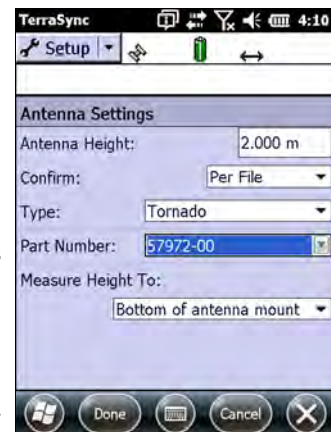 TerraSync 4:10
Setup
Antenna Settings
Antenna Height: 2.000 m
Confirm: Per File
Type: Tornado
Part Number: 57972-00
Measure Height To:
Bottom of antenna mount
Done Cancel